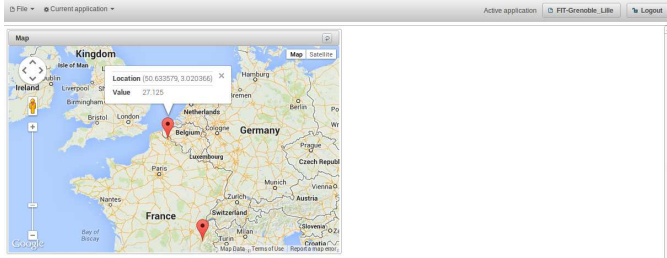 File Current application Active application FIT-Grenoble_Lille Logout
Map
Kingdom
Map Satellite
Isle of Man
Dublin
Ireland
Liverpool
Location (50.633579, 3.020366) ×
Value 27.125
Hamburg
Bremen
Birmingham
Berlin
Netherlands
Bristol London
Belgium Cologne Germany
Prague
Luxembourg
Czech Republ
Paris
Munich
Vienna
Nantes
Zurich
Austria
France
Switzerland
Bay of
Biscay
Milan
Slovenia
Turin
Croatia
Google
Map Data Terms of Use Report a map error